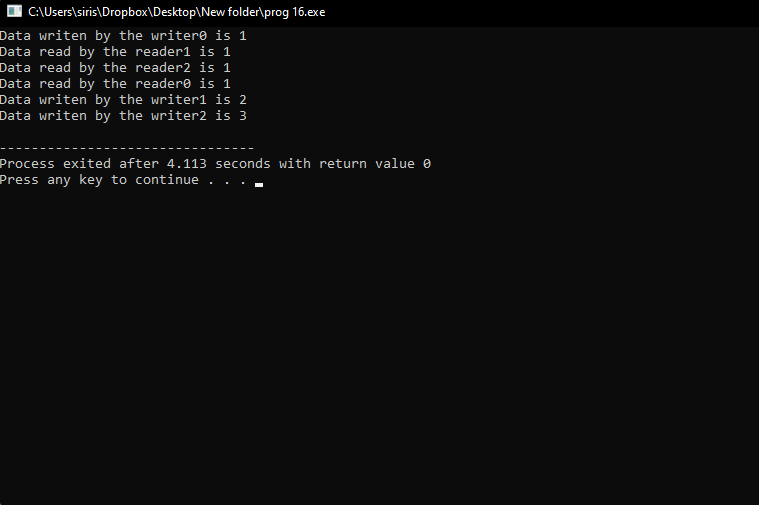 C:\Users\siris\Dropbox\Desktop\New folder\prog 16.exe
Data writen by the writer0 is 1
Data read by the reader1 is 1
Data read by the reader2 is 1
Data read by the reader0 is 1
Data writen by the writer1 is 2
Data writen by the writer2 is 3
--------------------------------
Process exited after 4.113 seconds with return value 0
Press any key to continue . . .